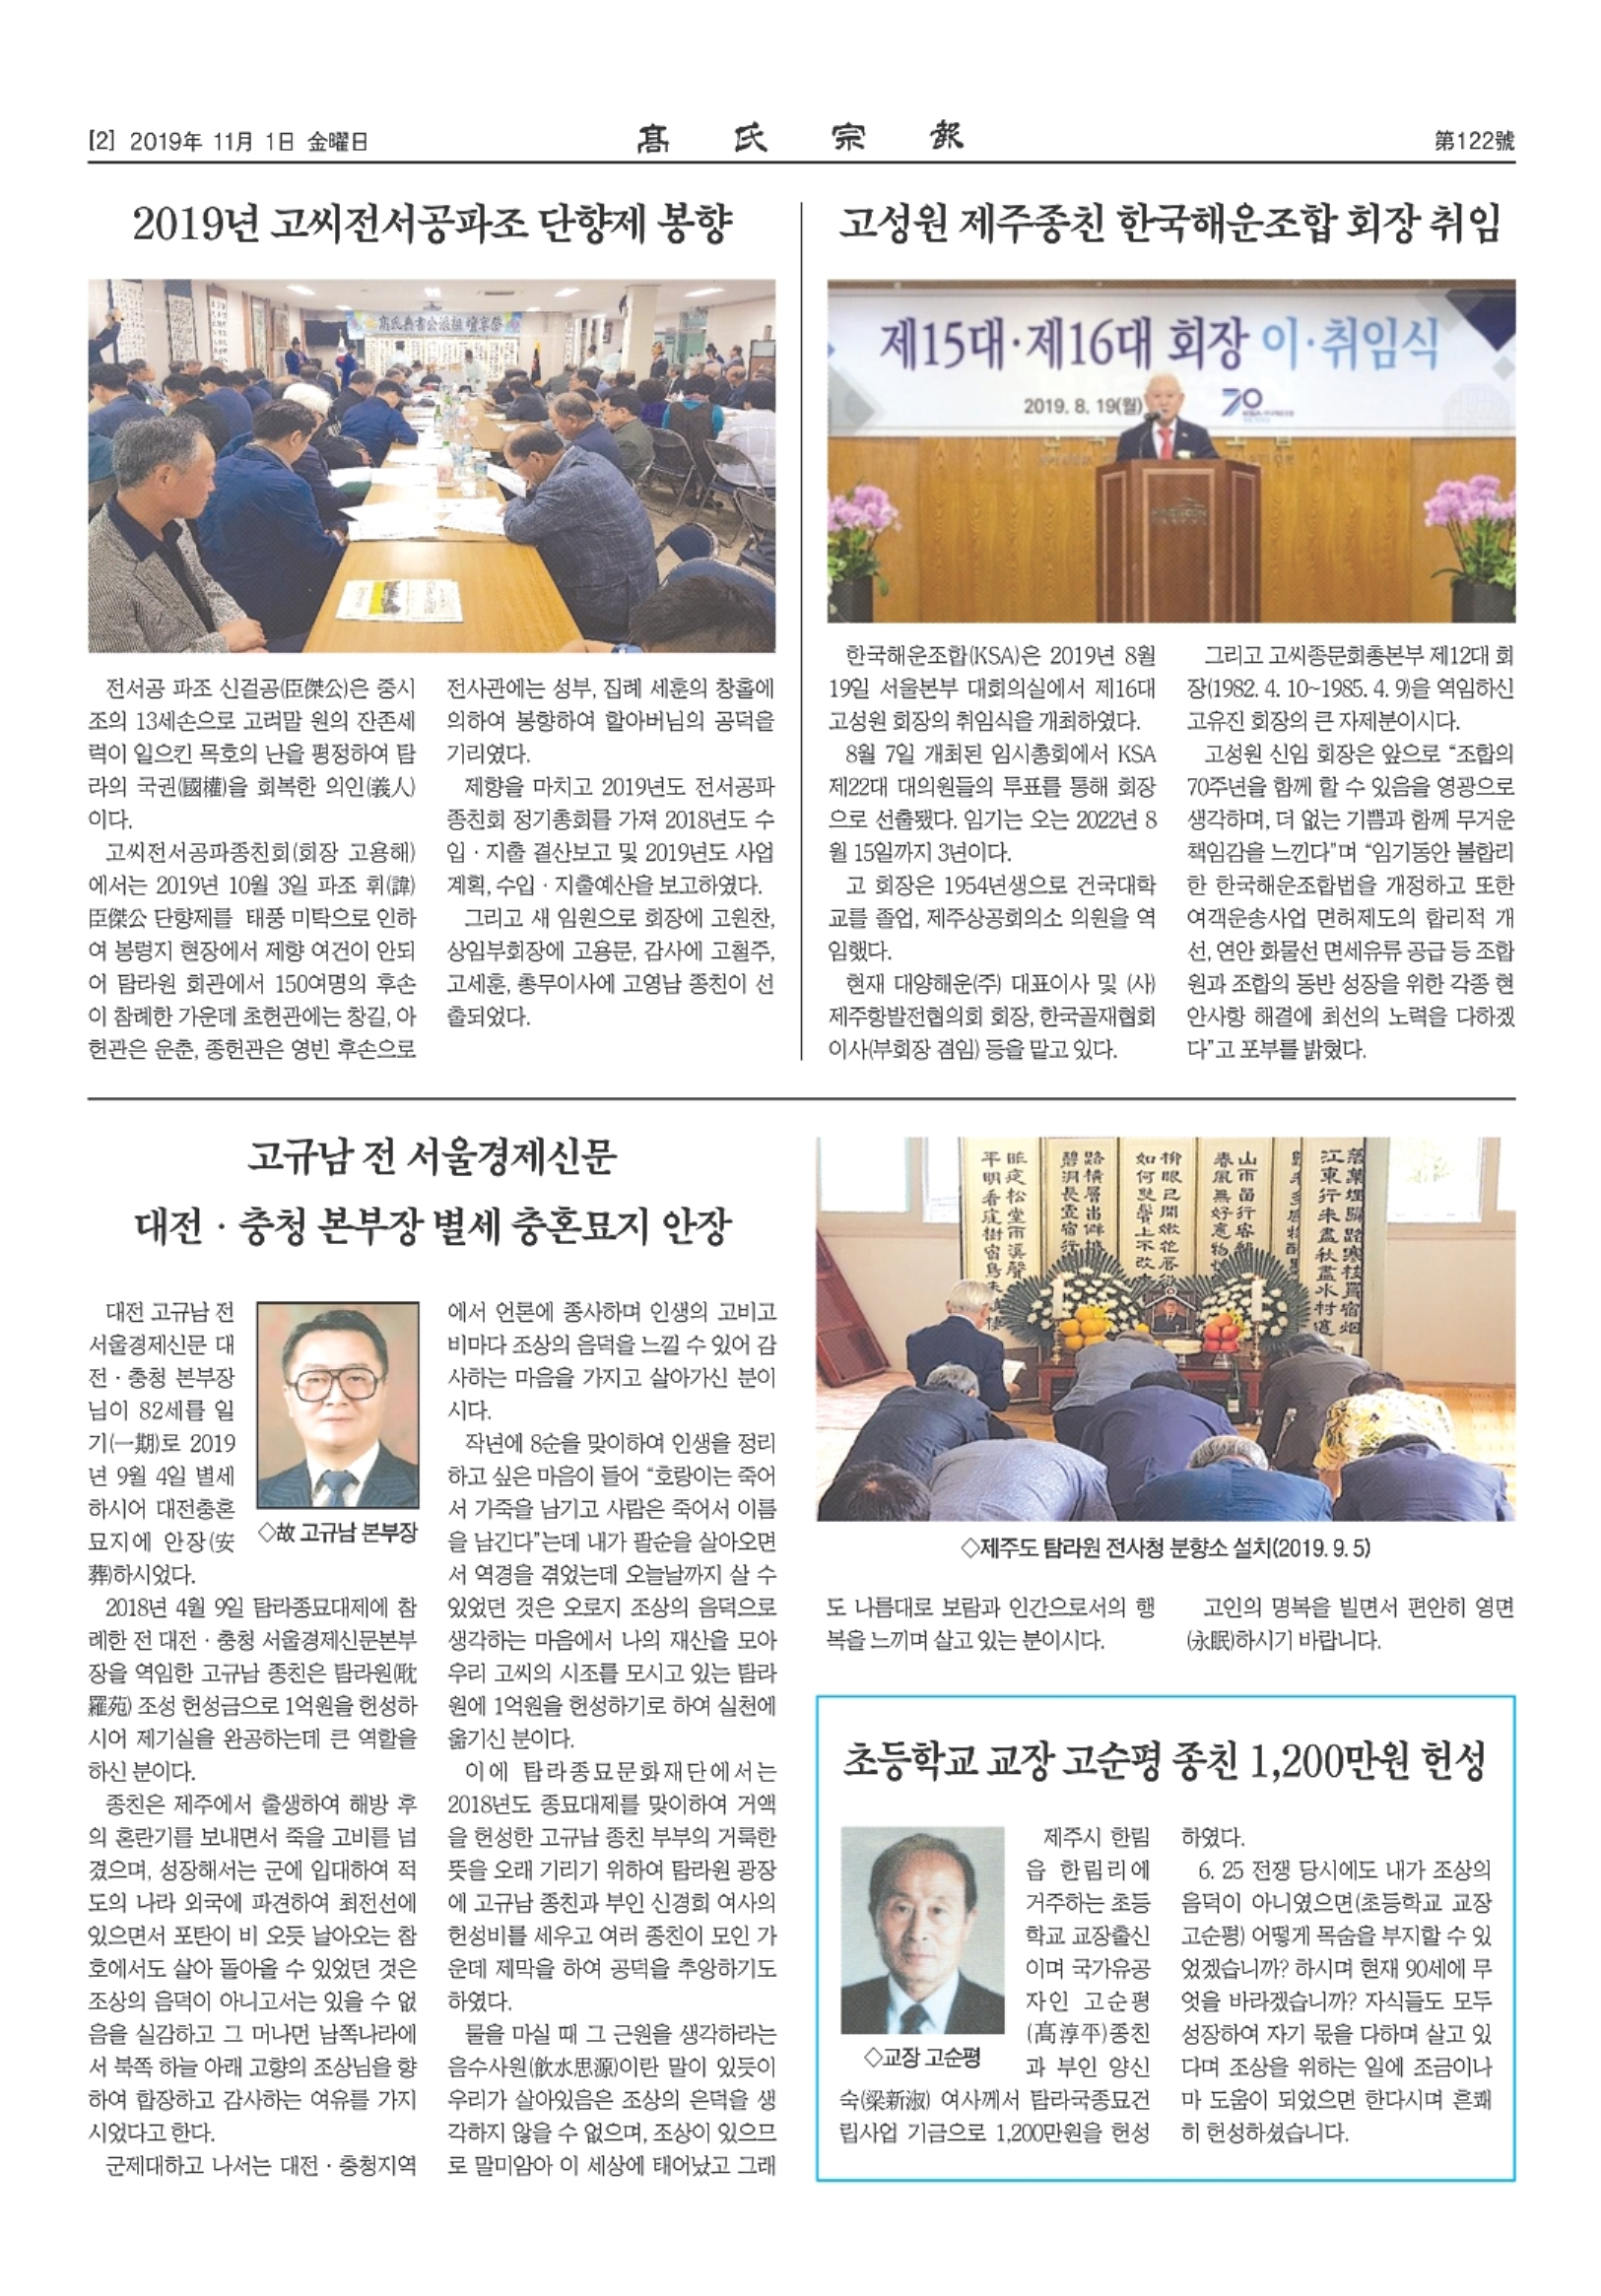 [2] 2019年 11月 1日 金曜日
髙氏宗報
第122號
2019년 고씨전서공파조 단향제 봉향
高氏典書公派祖 壇享祭
전서공 파조 신걸공(臣傑公)은 중시
조의 13세손으로 고려말 원의 잔존세
력이 일으킨 목호의 난을 평정하여 탐
라의 국권(國權)을 회복한 의인(義人)
이다.
고씨전서공파종친회(회장 고용해)
에서는 2019년 10월 3일 파조 휘(諱)
臣傑公 단향제를 태풍 미탁으로 인하
여 봉령지 현장에서 제향 여건이 안되
어 탐라원 회관에서 150여명의 후손
이 참례한 가운데 초헌관에는 창길, 아
헌관은 운춘, 종헌관은 영빈 후손으로
전사관에는 성부, 집례 세훈의 창홀에
의하여 봉향하여 할아버님의 공덕을
기리였다.
제향을 마치고 2019년도 전서공파
종친회 정기총회를 가져 2018년도 수
입·지출 결산보고 및 2019년도 사업
계획, 수입·지출예산을 보고하였다.
그리고 새 임원으로 회장에 고원찬,
상임부회장에 고용문, 감사에 고철주,
고세훈, 총무이사에 고영남 종친이 선
출되었다.
고성원 제주종친 한국해운조합 회장 취임
제15대·제16대 회장 이·취임식
2019. 8. 19(월)
70
한국해운조합(KSA)은 2019년 8월
19일 서울본부 대회의실에서 제16대
고성원 회장의 취임식을 개최하였다.
8월 7일 개최된 임시총회에서 KSA
제22대 대의원들의 투표를 통해 회장
으로 선출됐다. 임기는 오는 2022년 8
월 15일까지 3년이다.
고 회장은 1954년생으로 건국대학
교를 졸업, 제주상공회의소 의원을 역
임했다.
현재 대양해운(주) 대표이사 및 (사)
제주항발전협의회 회장, 한국골재협회
이사(부회장 겸임) 등을 맡고 있다.
그리고 고씨종문회총본부 제12대 회
장(1982. 4. 10~1985. 4. 9)을 역임하신
고유진 회장의 큰 자제분이시다.
고성원 신임 회장은 앞으로 “조합의
70주년을 함께 할 수 있음을 영광으로
생각하며, 더 없는 기쁨과 함께 무거운
책임감을 느낀다”며 “임기동안 불합리
한 한국해운조합법을 개정하고 또한
여객운송사업 면허제도의 합리적 개
선, 연안 화물선 면세유류 공급 등 조합
원과 조합의 동반 성장을 위한 각종 현
안사항 해결에 최선의 노력을 다하겠
다”고 포부를 밝혔다.
고규남 전 서울경제신문
대전·충청 본부장 별세 충혼묘지 안장
대전 고규남 전
서울경제신문 대
전·충청 본부장
님이 82세를 일
기(一期)로 2019
년 9월 4일 별세
하시어 대전충혼
묘지에 안장(安
葬)하시었다.
◇故 고규남 본부장
2018년 4월 9일 탐라종묘대제에 참
례한 전 대전·충청 서울경제신문본부
장을 역임한 고규남 종친은 탐라원(耽
羅苑) 조성 헌성금으로 1억원을 헌성하
시어 제기실을 완공하는데 큰 역할을
하신 분이다.
종친은 제주에서 출생하여 해방 후
의 혼란기를 보내면서 죽을 고비를 넘
겼으며, 성장해서는 군에 입대하여 적
도의 나라 외국에 파견하여 최전선에
있으면서 포탄이 비 오듯 날아오는 참
호에서도 살아 돌아올 수 있었던 것은
조상의 음덕이 아니고서는 있을 수 없
음을 실감하고 그 머나먼 남쪽나라에
서 북쪽 하늘 아래 고향의 조상님을 향
하여 합장하고 감사하는 여유를 가지
시었다고 한다.
군제대하고 나서는 대전·충청지역
에서 언론에 종사하며 인생의 고비고
비마다 조상의 음덕을 느낄 수 있어 감
사하는 마음을 가지고 살아가신 분이
시다.
작년에 8순을 맞이하여 인생을 정리
하고 싶은 마음이 들어 “호랑이는 죽어
서 가죽을 남기고 사람은 죽어서 이름
을 남긴다”는데 내가 팔순을 살아오면
서 역경을 겪었는데 오늘날까지 살 수
있었던 것은 오로지 조상의 음덕으로
생각하는 마음에서 나의 재산을 모아
우리 고씨의 시조를 모시고 있는 탐라
원에 1억원을 헌성하기로 하여 실천에
옮기신 분이다.
이에 탐라종묘문화재단에서는
2018년도 종묘대제를 맞이하여 거액
을 헌성한 고규남 종친 부부의 거룩한
뜻을 오래 기리기 위하여 탐라원 광장
에 고규남 종친과 부인 신경희 여사의
헌성비를 세우고 여러 종친이 모인 가
운데 제막을 하여 공덕을 추앙하기도
하였다.
물을 마실 때 그 근원을 생각하라는
음수사원(飮水思源)이란 말이 있듯이
우리가 살아있음은 조상의 은덕을 생
각하지 않을 수 없으며, 조상이 있으므
로 말미암아 이 세상에 태어났고 그래
◇제주도 탐라원 전사청 분향소 설치(2019. 9. 5)
도 나름대로 보람과 인간으로서의 행
복을 느끼며 살고 있는 분이시다.
고인의 명복을 빌면서 편안히 영면
(永眠)하시기 바랍니다.
초등학교 교장 고순평 종친 1,200만원 헌성
제주시 한림
읍 한림리에
거주하는 초등
학교 교장출신
이며 국가유공
자인 고순평
(髙淳平)종친
과 부인 양신
◇교장 고순평
숙(梁新淑) 여사께서 탐라국종묘건
립사업 기금으로 1,200만원을 헌성
하였다.
6. 25 전쟁 당시에도 내가 조상의
음덕이 아니였으면(초등학교 교장
고순평) 어떻게 목숨을 부지할 수 있
었겠습니까? 하시며 현재 90세에 무
엇을 바라겠습니까? 자식들도 모두
성장하여 자기 몫을 다하며 살고 있
다며 조상을 위하는 일에 조금이나
마 도움이 되었으면 한다시며 흔쾌
히 헌성하셨습니다.